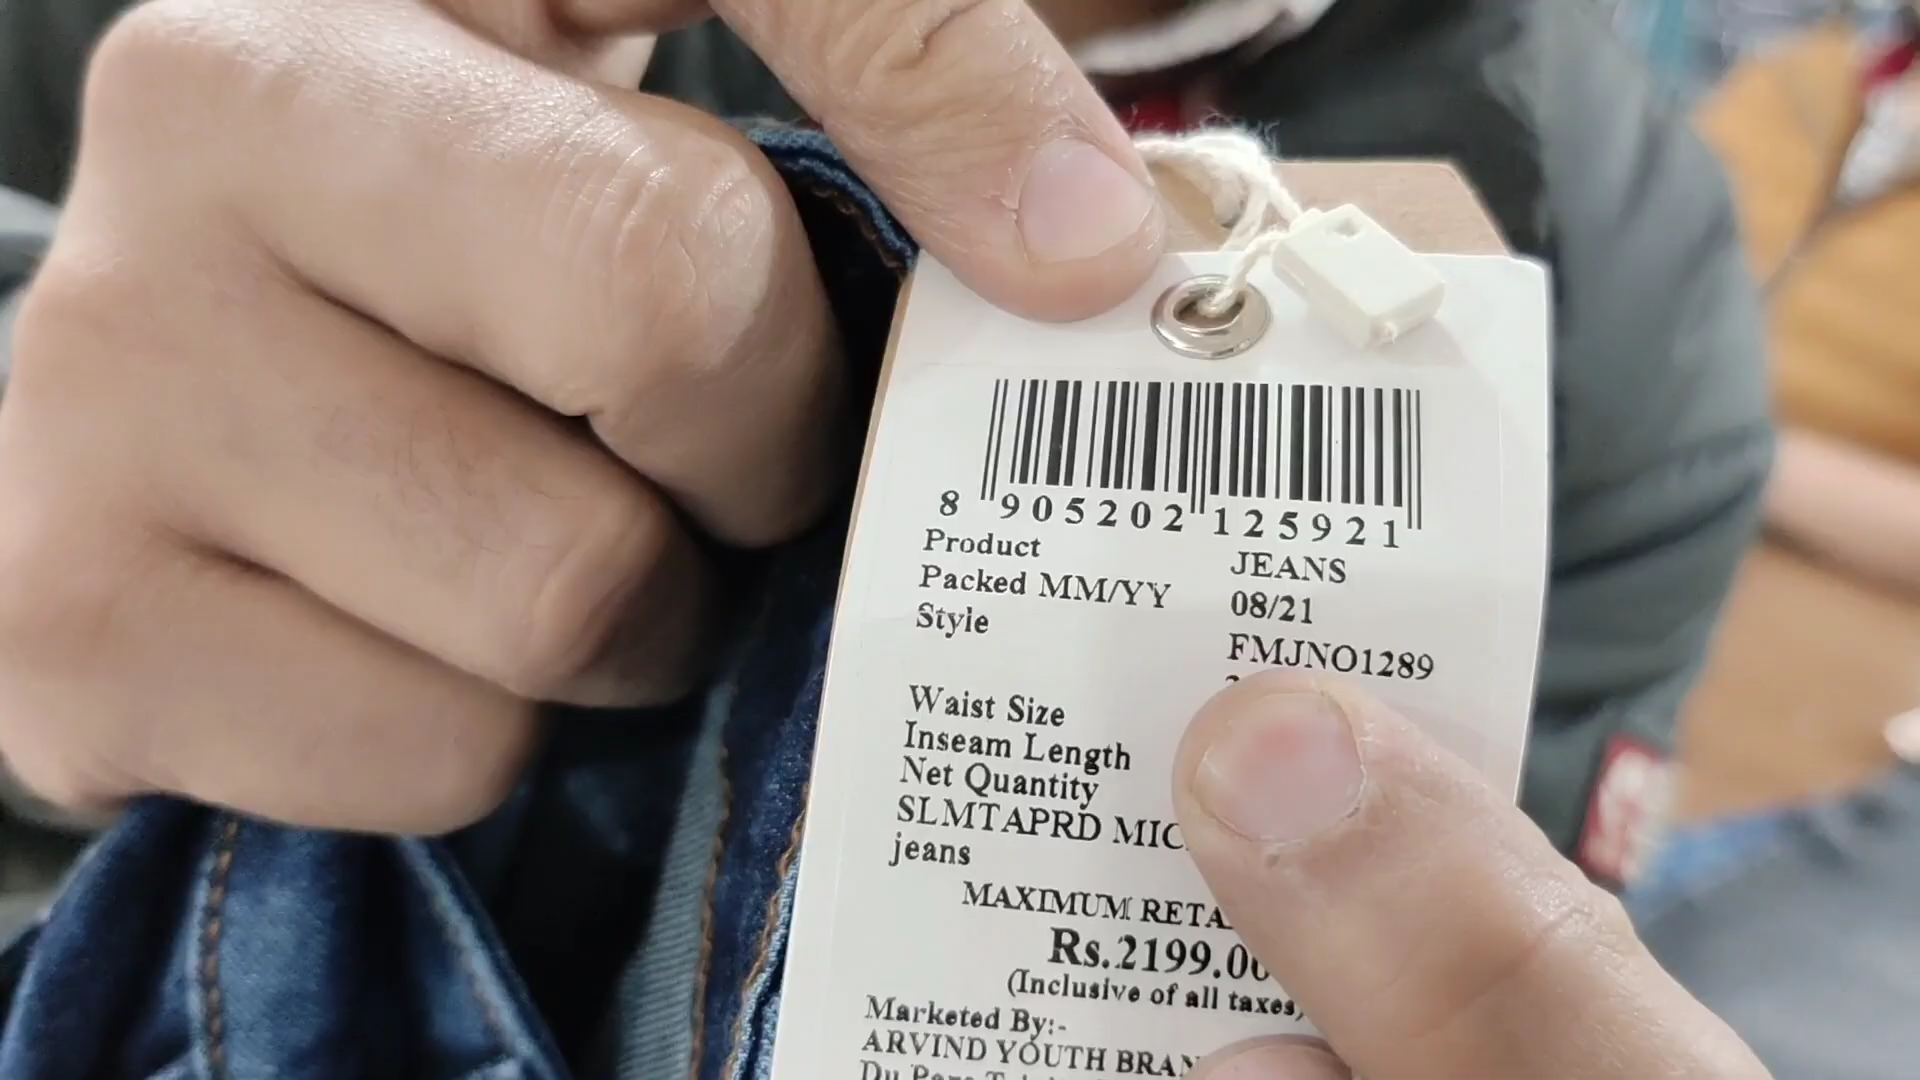 8 905202 125921
Product JEANS
Packed MM/YY 08/21
Style FMJNO1289
Waist Size
Inseam Length
Net Quantity
SLMTAPRD MIC
jeans
MAXIMUM RETA
Rs.2199.00
(Inclusive of all taxes)
Marketed By:-
ARVIND YOUTH BRAN